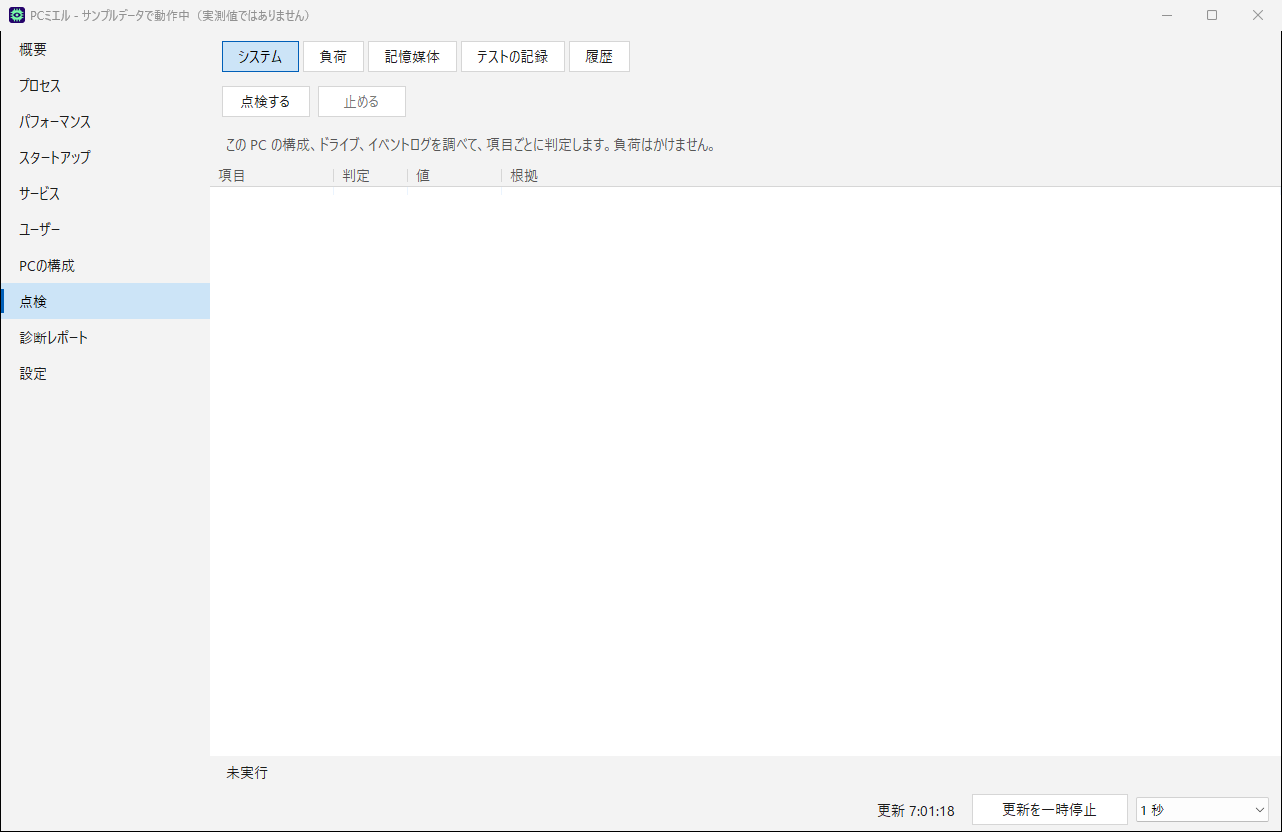 PCミエル - サンプルデータで動作中（実測値ではありません）
概要
プロセス
パフォーマンス
スタートアップ
サービス
ユーザー
PCの構成
点検
診断レポート
設定
システム 負荷 記憶媒体 テストの記録 履歴
点検する 止める
この PC の構成、ドライブ、イベントログを調べて、項目ごとに判定します。負荷はかけません。
項目 判定 値 根拠
未実行
更新 7:01:18 更新を一時停止 1 秒